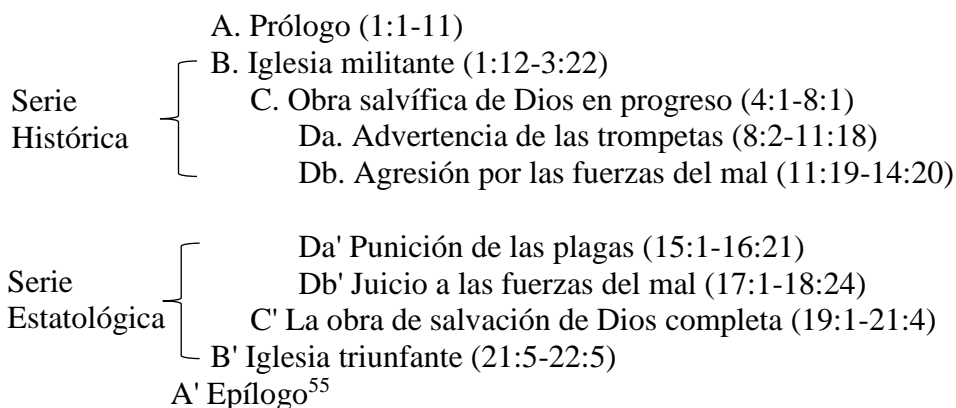 A. Prólogo (1:1-11)
B. Iglesia militante (1:12-3:22)
C. Obra salvífica de Dios en progreso (4:1-8:1)
Serie
Histórica
Da. Advertencia de las trompetas (8:2-11:18)
Db. Agresión por las fuerzas del mal (11:19-14:20)
Da' Punición de las plagas (15:1-16:21)
Serie
Estatológica
Db' Juicio a las fuerzas del mal (17:1-18:24)
C' La obra de salvación de Dios completa (19:1-21:4)
B' Iglesia triunfante (21:5-22:5)
A' Epílogo55